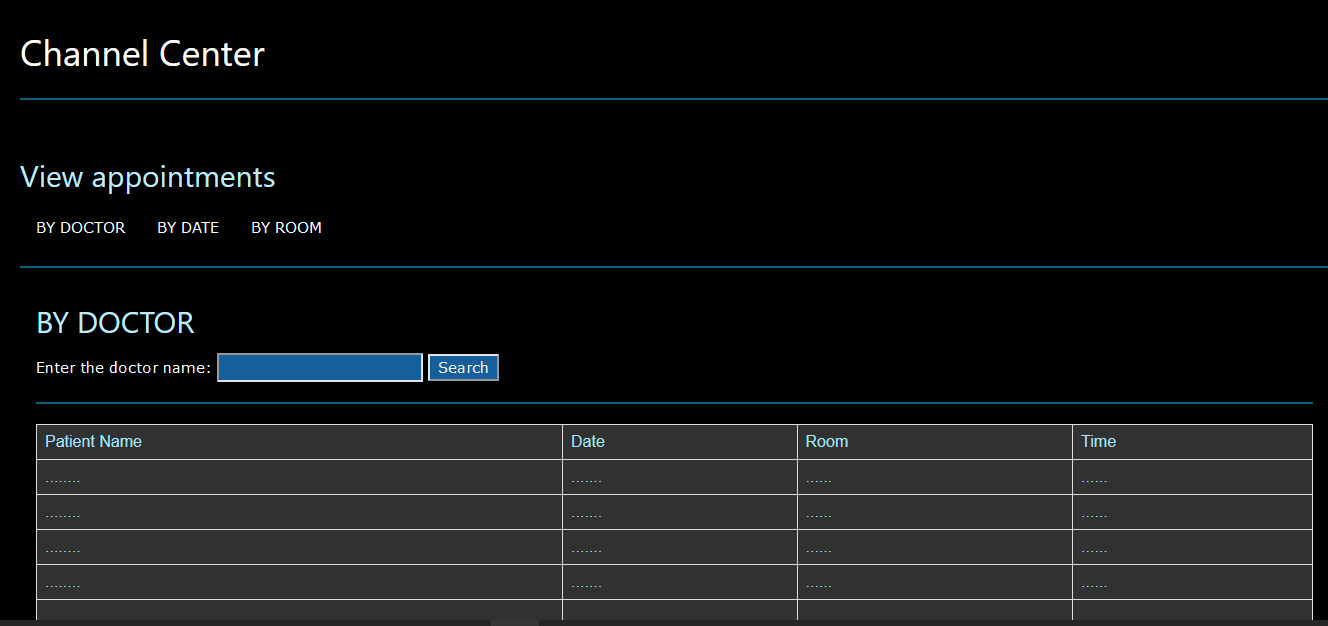 Channel Center
View appointments
BY DOCTOR BY DATE BY ROOM
BY DOCTOR
Enter the doctor name: Search
Patient Name Date Room Time
........ ....... ...... ......
........ ....... ...... ......
........ ....... ...... ......
........ ....... ...... ......